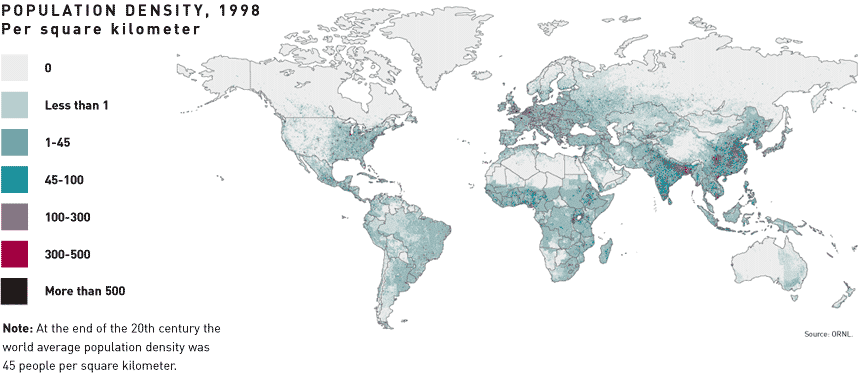 POPULATION DENSITY, 1998
Per square kilometer
0
Less than 1
1-45
45-100
100-300
300-500
More than 500
Note: At the end of the 20th century the
world average population density was
45 people per square kilometer.
Source: ORNL.